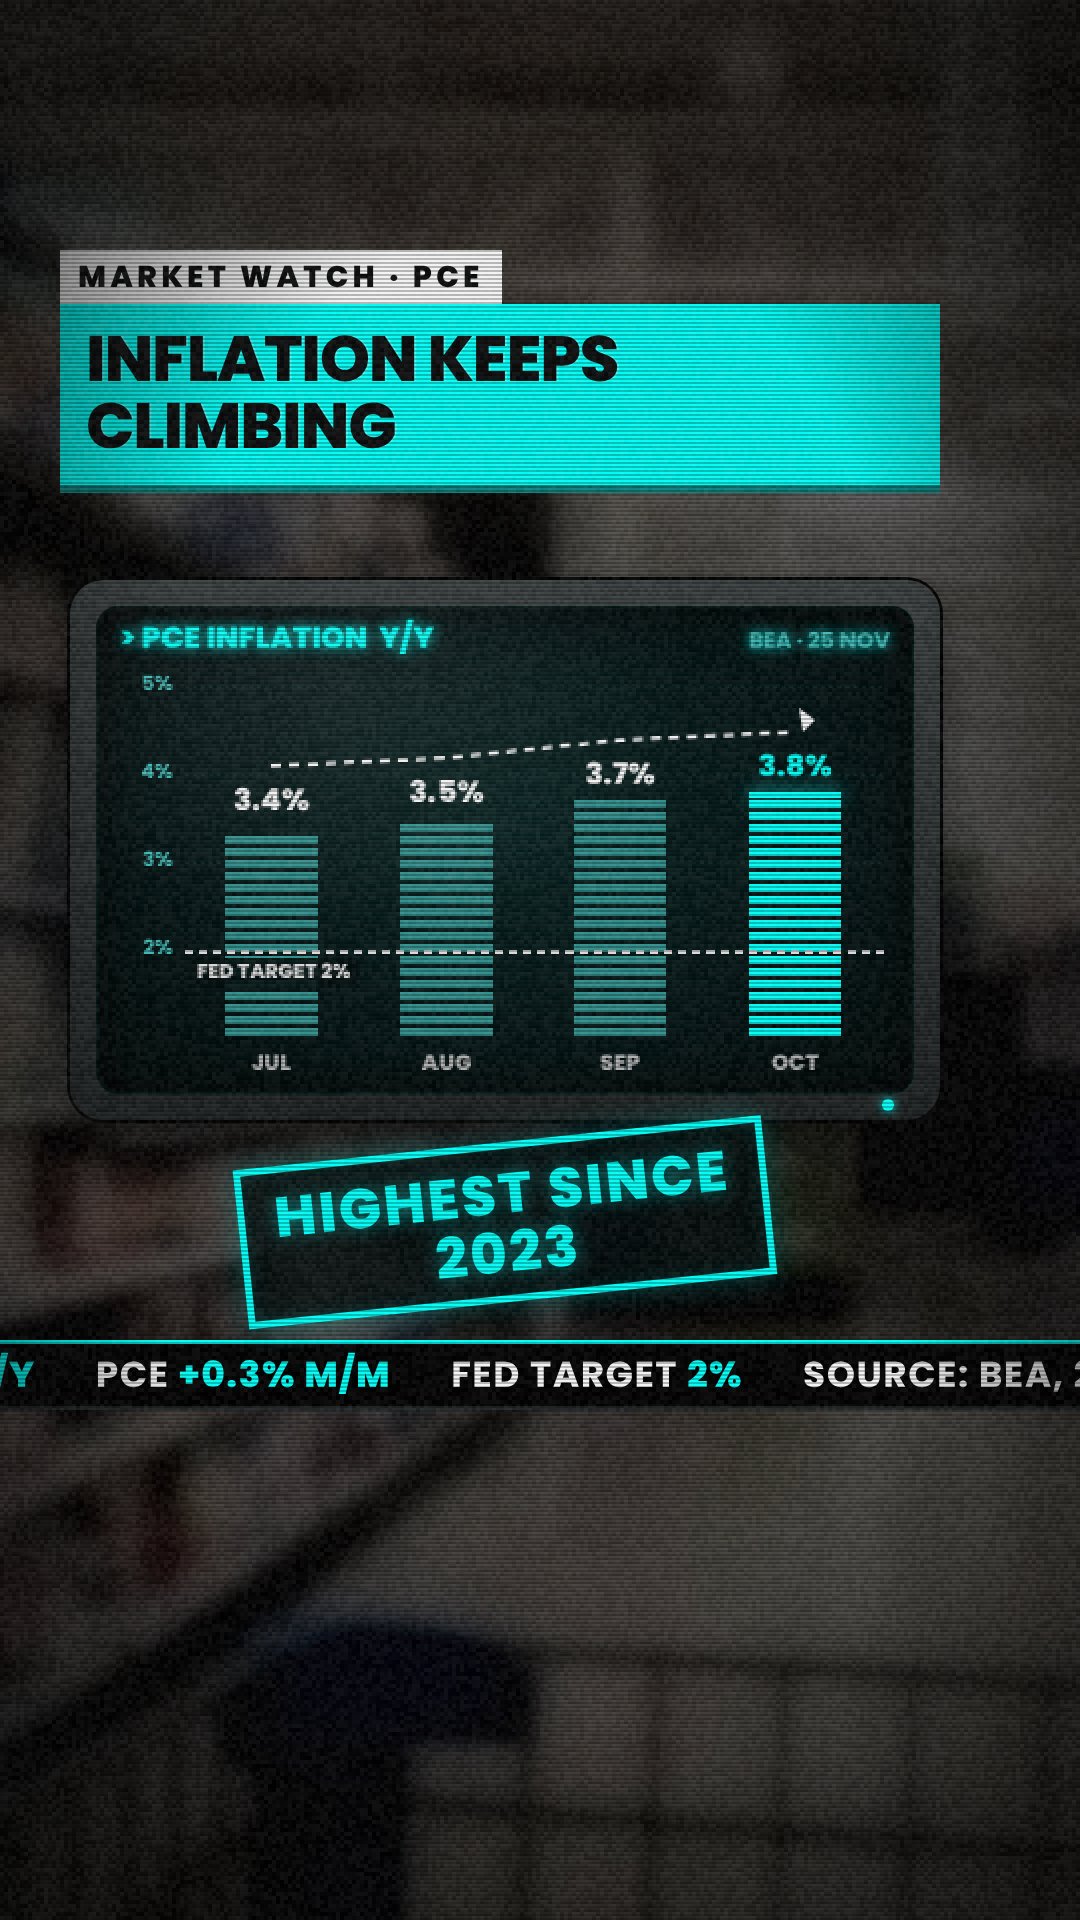 MARKET WATCH · PCE
INFLATION KEEPS
CLIMBING
> PCE INFLATION Y/Y
BEA · 25 NOV
5%
4%
3%
2%
3.4%
3.5%
3.7%
3.8%
FED TARGET 2%
JUL
AUG
SEP
OCT
HIGHEST SINCE
2023
/Y PCE +0.3% M/M FED TARGET 2% SOURCE: BEA,